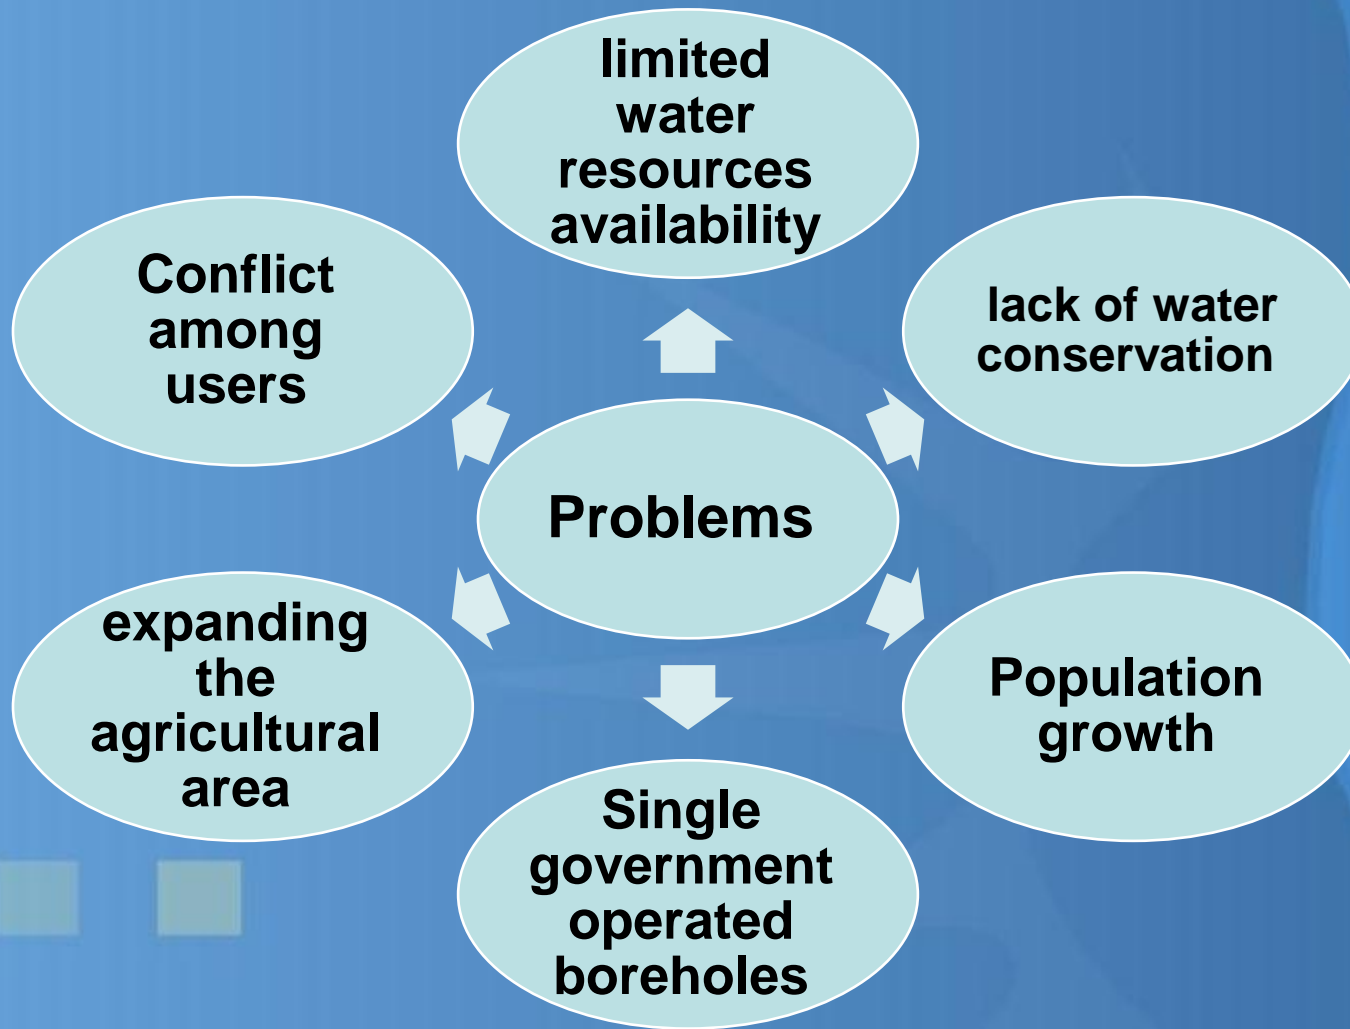 limited
water
resources
availability
Conflict
among
users
lack of water
conservation
Problems
expanding
the
agricultural
area
Population
growth
Single
government
operated
boreholes